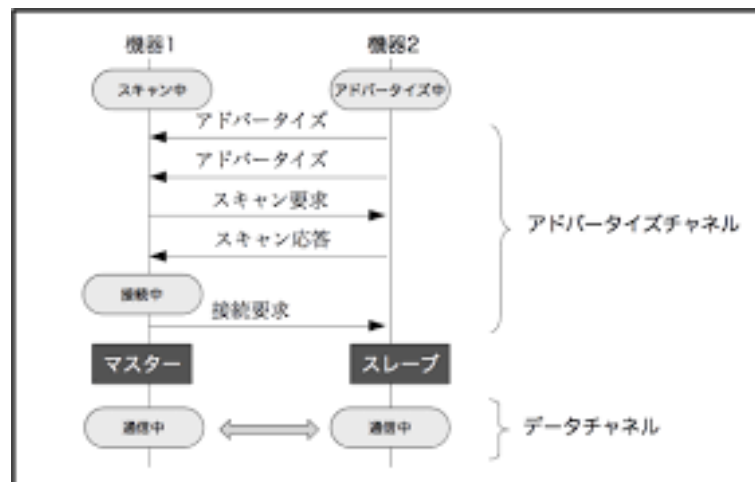 機器1
機器2
スキャン中
アドバータイズ中
アドバータイズ
アドバータイズ
スキャン要求
スキャン応答
アドバータイズチャネル
接続中
接続要求
マスター
スレーブ
通信中
通信中
データチャネル